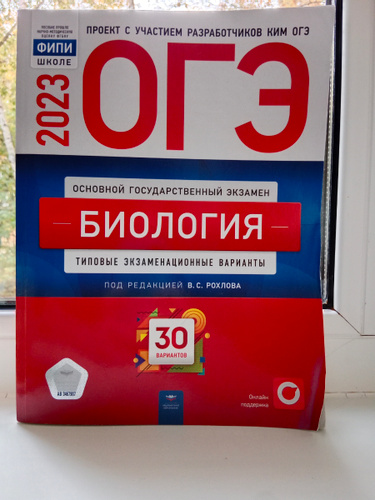 ПРОЕКТ С УЧАСТИЕМ РАЗРАБОТЧИКОВ КИМ ОГЭ
ФИПИ
ШКОЛЕ
2023
ОГЭ
ОСНОВНОЙ ГОСУДАРСТВЕННЫЙ ЭКЗАМЕН
БИОЛОГИЯ
ТИПОВЫЕ ЭКЗАМЕНАЦИОННЫЕ ВАРИАНТЫ
ПОД РЕДАКЦИЕЙ В. С. РОХЛОВА
30
ВАРИАНТОВ
Онлайн
поддержка